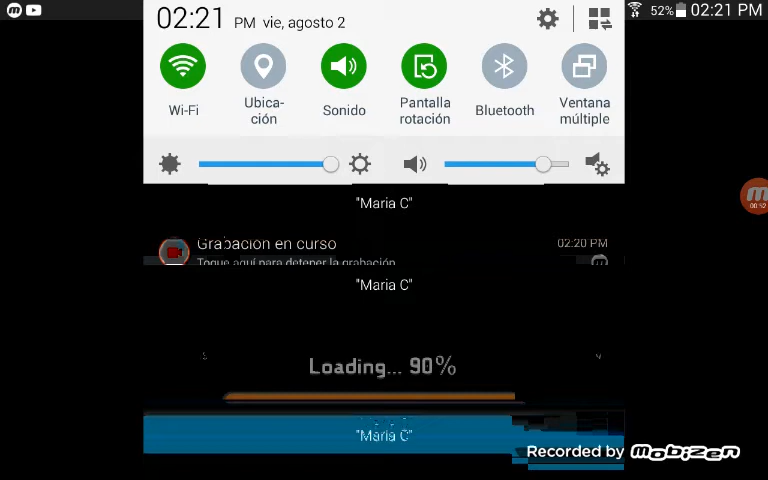 02:21 PM vie, agosto 2
52% 02:21 PM
Wi-Fi
Ubica-
ción
Sonido
Pantalla
rotación
Bluetooth
Ventana
múltiple
"Maria C"
00:52
Grabación en curso 02:20 PM
Toque aquí para detener la grabación
"Maria C"
Loading... 90%
"Maria C"
Recorded by mobizen